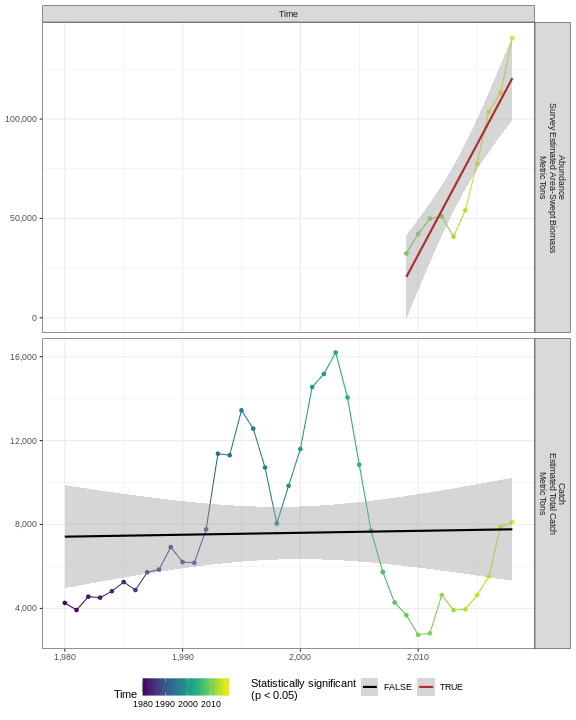 Time
100,000
50,000
0
Abundance
Survey Estimated Area-Swept Biomass
Metric Tons
16,000
12,000
8,000
4,000
Catch
Estimated Total Catch
Metric Tons
1,980
1,990
2,000
2,010
Time
1980 1990 2000 2010
Statistically significant
(p < 0.05)
FALSE
TRUE